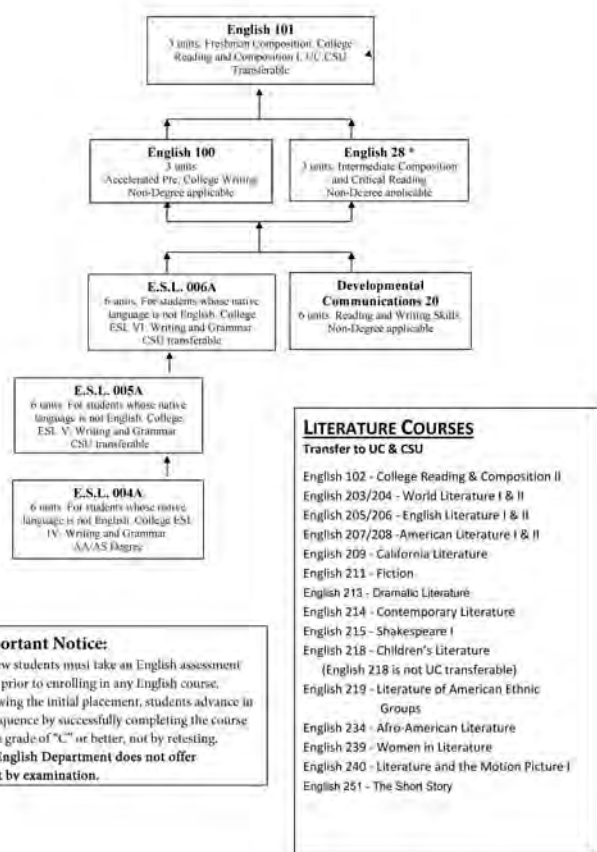 English 101
3 units. Freshman Composition. College
Reading and Composition I. UC/CSU
Transferable
English 100
3 units
Accelerated Pre. College Writing
Non-Degree applicable
English 28 *
3 units. Intermediate Composition
and Critical Reading
Non-Degree applicable
E.S.L. 006A
6 units. For students whose native
language is not English. College
ESL VI: Writing and Grammar
CSU transferable
Developmental
Communications 20
6 units. Reading and Writing Skills
Non-Degree applicable
E.S.L. 005A
6 units. For students whose native
language is not English. College
ESL V: Writing and Grammar
CSU transferable
E.S.L. 004A
6 units. For students whose native
language is not English. College ESL
IV: Writing and Grammar
AA/AS Degree
LITERATURE COURSES
Transfer to UC & CSU
English 102 - College Reading & Composition II
English 203/204 - World Literature I & II
English 205/206 - English Literature I & II
English 207/208 -American Literature I & II
English 209 - California Literature
English 211 - Fiction
English 213 - Dramatic Literature
English 214 - Contemporary Literature
English 215 - Shakespeare I
English 218 - Children's Literature
(English 218 is not UC transferable)
English 219 - Literature of American Ethnic
Groups
English 234 - Afro-American Literature
English 239 - Women in Literature
English 240 - Literature and the Motion Picture I
English 251 - The Short Story
ortant Notice:
w students must take an English assessment
prior to enrolling in any English course.
wing the initial placement, students advance in
quence by successfully completing the course
grade of "C" or better, not by retesting.
English Department does not offer
t by examination.